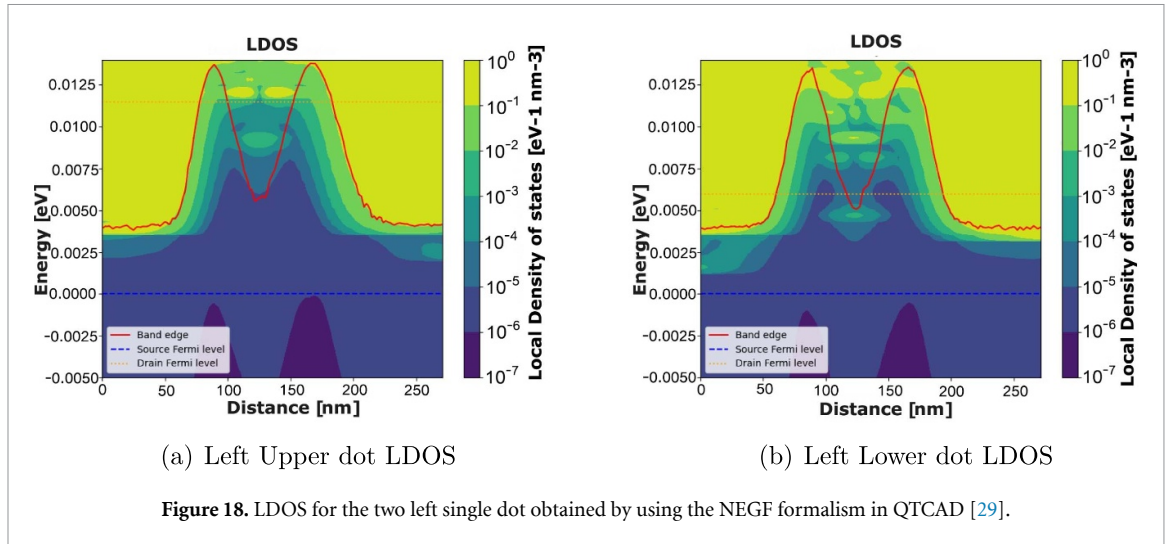 LDOS
0.0125
0.0100
0.0075
0.0050
0.0025
0.0000
−0.0025
−0.0050
Energy [eV]
0 50 100 150 200 250
Distance [nm]
Band edge
Source Fermi level
Drain Fermi level
10^0
10^-1
10^-2
10^-3
10^-4
10^-5
10^-6
10^-7
Local Density of states [eV-1 nm-3]
(a) Left Upper dot LDOS
LDOS
0.0125
0.0100
0.0075
0.0050
0.0025
0.0000
−0.0025
−0.0050
Energy [eV]
0 50 100 150 200 250
Distance [nm]
Band edge
Source Fermi level
Drain Fermi level
10^0
10^-1
10^-2
10^-3
10^-4
10^-5
10^-6
10^-7
Local Density of states [eV-1 nm-3]
(b) Left Lower dot LDOS
Figure 18. LDOS for the two left single dot obtained by using the NEGF formalism in QTCAD [29].